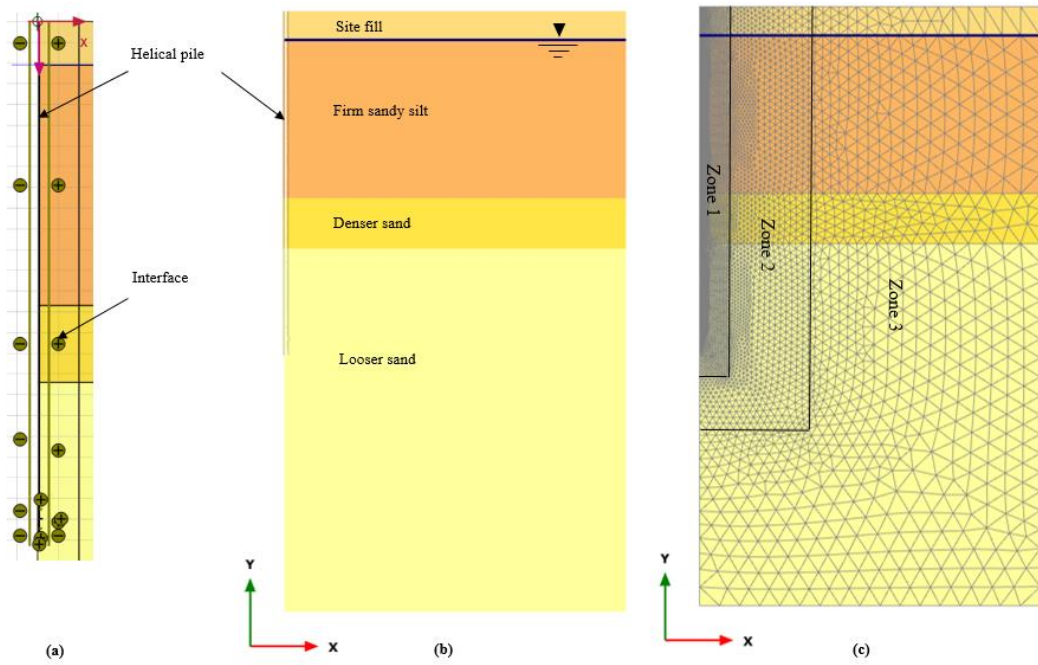 Site fill
Helical pile
Firm sandy silt
Denser sand
Interface
Looser sand
Zone 1
Zone 2
Zone 3
X
Y
X
Y
X
(a)
(b)
(c)